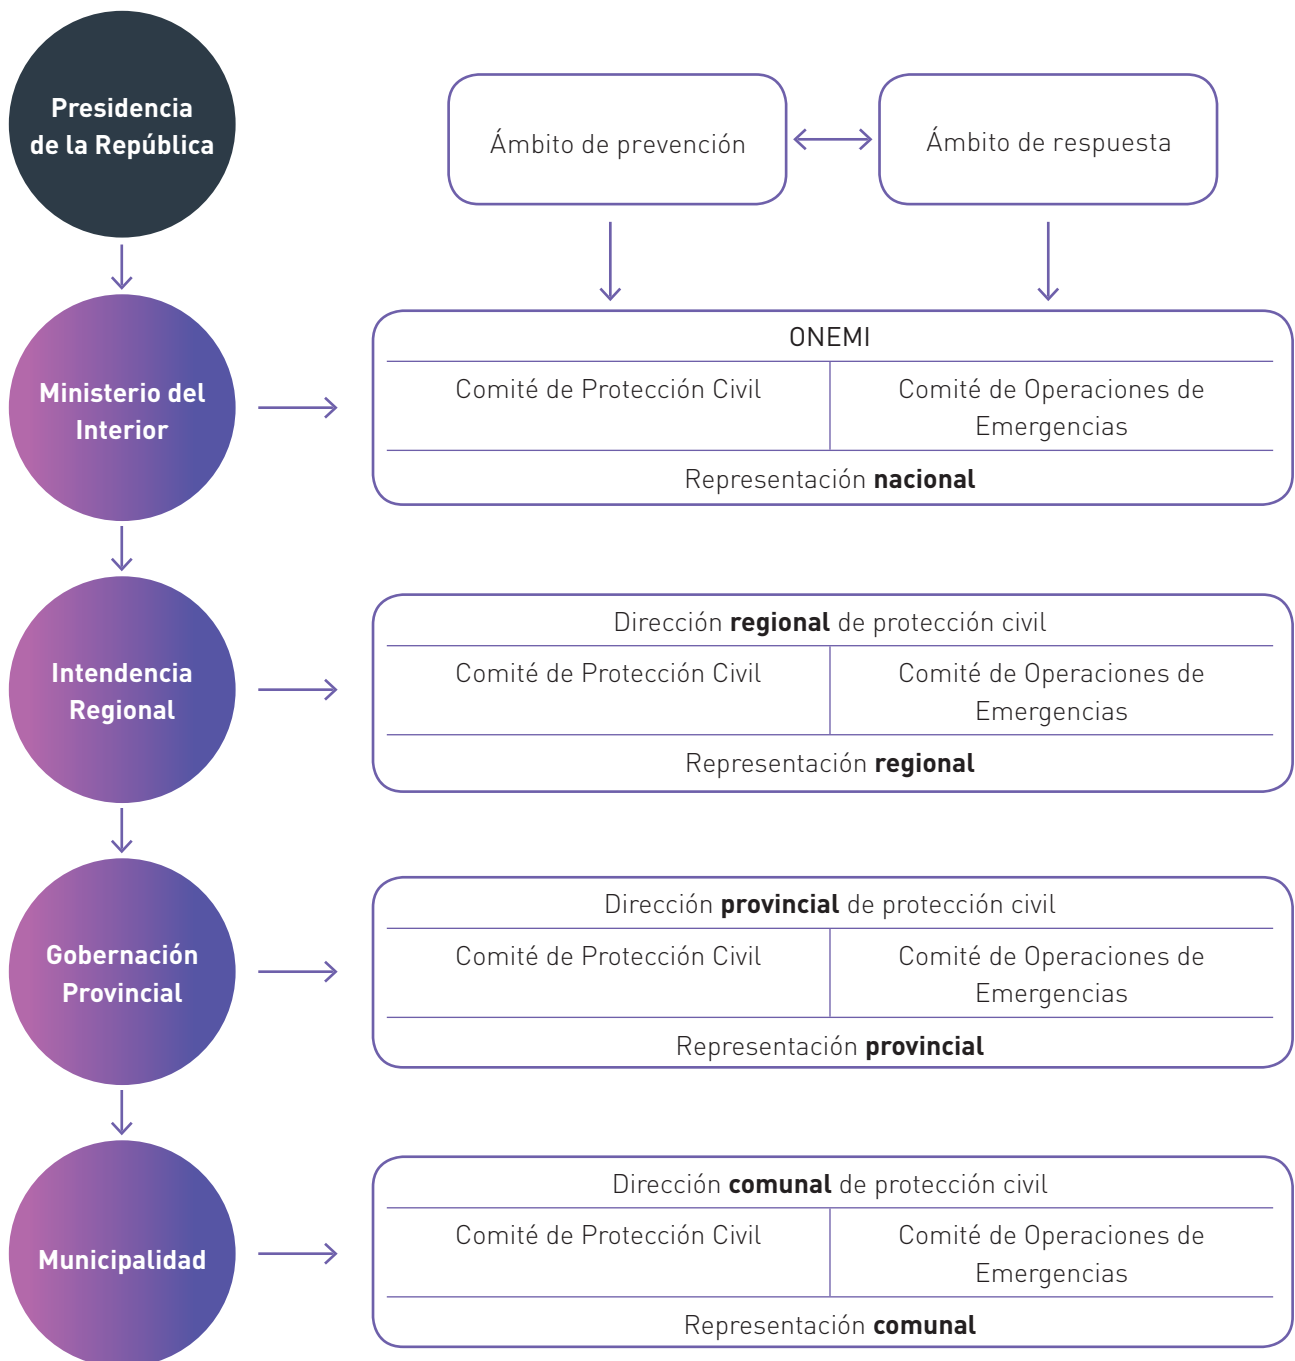 Presidencia
de la República
Ámbito de prevención
Ámbito de respuesta
Ministerio del
Interior
ONEMI
Comité de Protección Civil
Comité de Operaciones de
Emergencias
Representación nacional
Intendencia
Regional
Dirección regional de protección civil
Comité de Protección Civil
Comité de Operaciones de
Emergencias
Representación regional
Gobernación
Provincial
Dirección provincial de protección civil
Comité de Protección Civil
Comité de Operaciones de
Emergencias
Representación provincial
Municipalidad
Dirección comunal de protección civil
Comité de Protección Civil
Comité de Operaciones de
Emergencias
Representación comunal